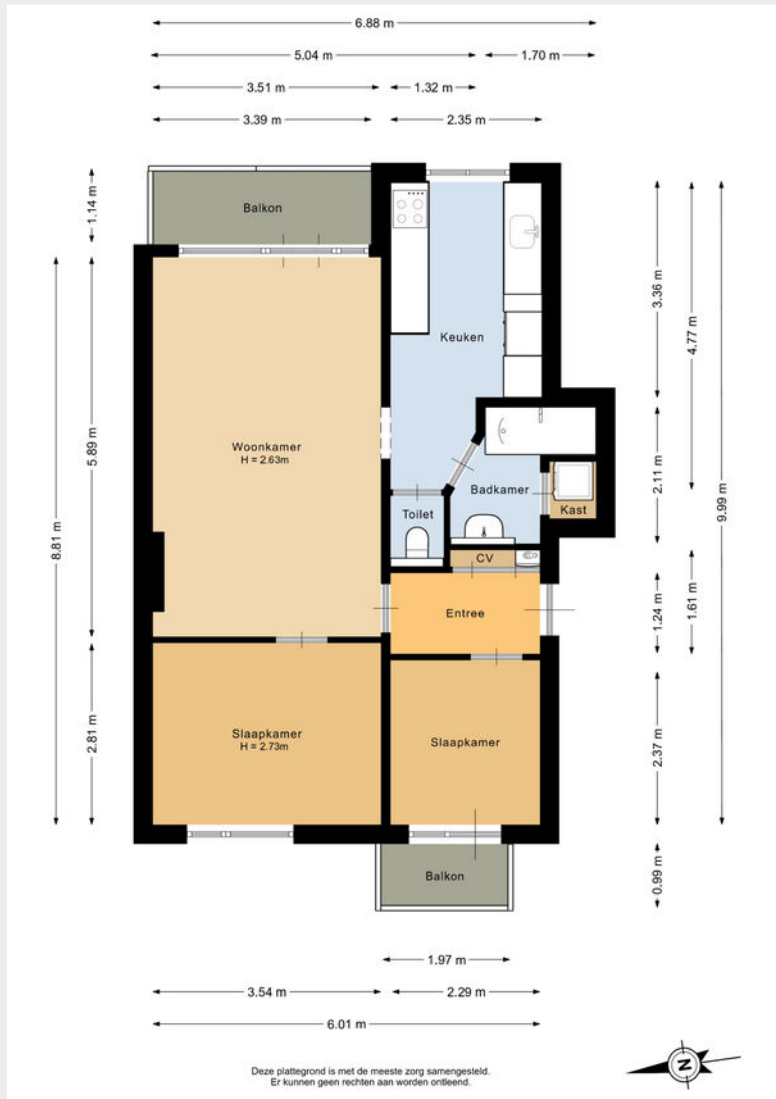 6.88 m
5.04 m
1.70 m
3.51 m
1.32 m
3.39 m
2.35 m
1.14 m
Balkon
8.81 m
5.89 m
3.36 m
4.77 m
9.99 m
Keuken
Woonkamer
H = 2.63m
2.11 m
Badkamer
Toilet
Kast
CV
Entree
1.24 m
1.61 m
2.81 m
Slaapkamer
H = 2.73m
Slaapkamer
2.37 m
Balkon
0.99 m
1.97 m
3.54 m
2.29 m
6.01 m
Deze plattegrond is met de meeste zorg samengesteld.
Er kunnen geen rechten aan worden ontleend.
N